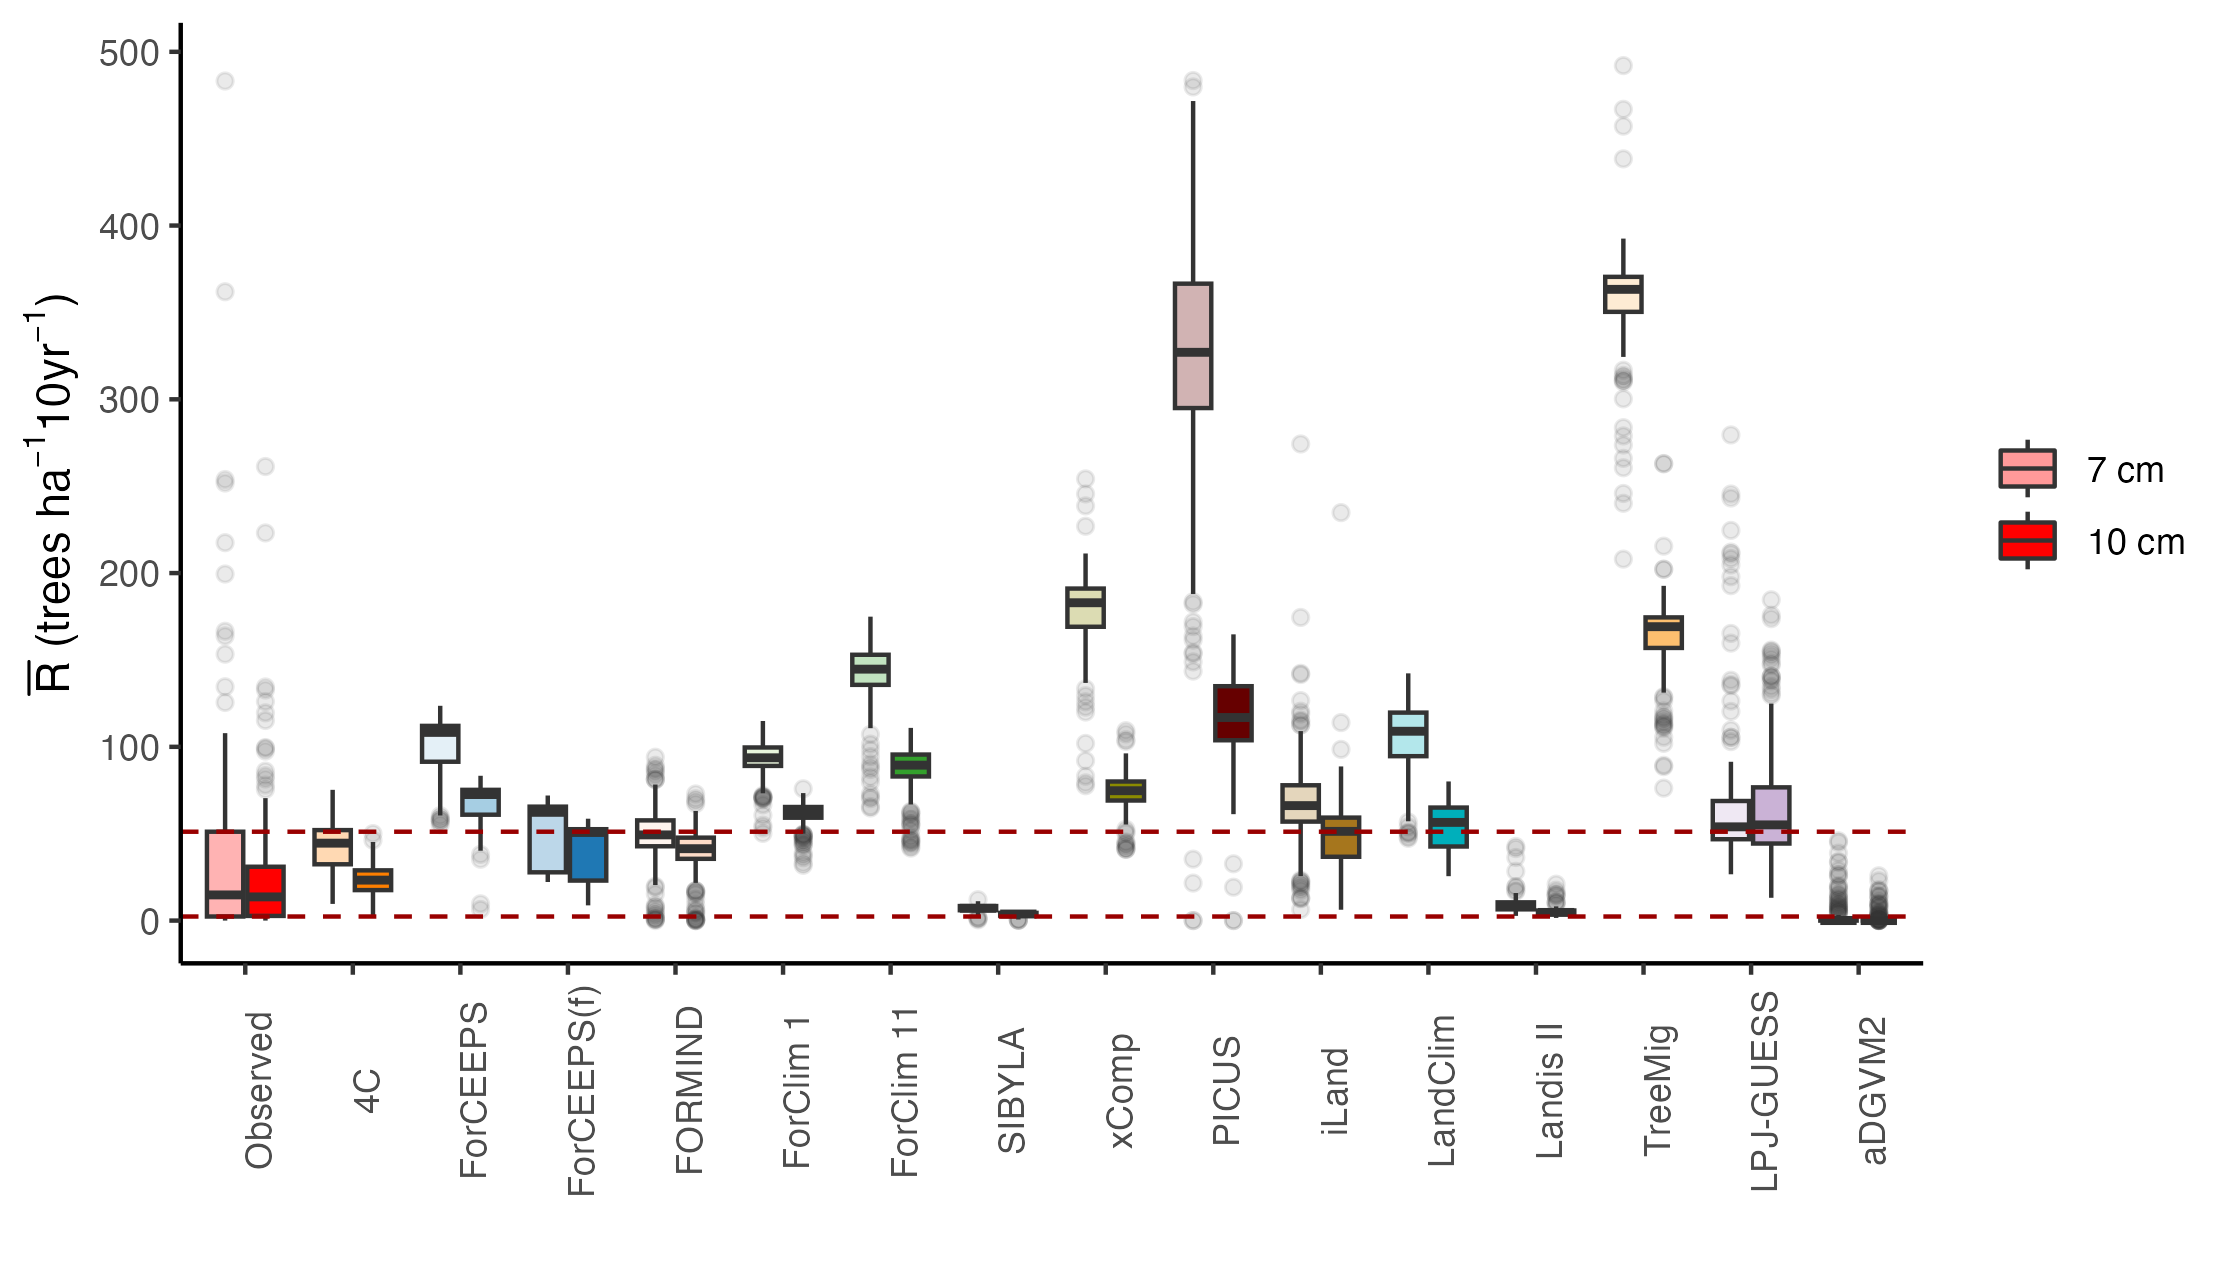 R (trees ha⁻¹10yr⁻¹)
500
400
300
200
100
0
Observed
4C
ForCEEPS
ForCEEPS(f)
FORMIND
ForClim 1
ForClim 11
SIBYLA
xComp
PICUS
iLand
LandClim
Landis II
TreeMig
LPJ-GUESS
aDGVM2
7 cm
10 cm